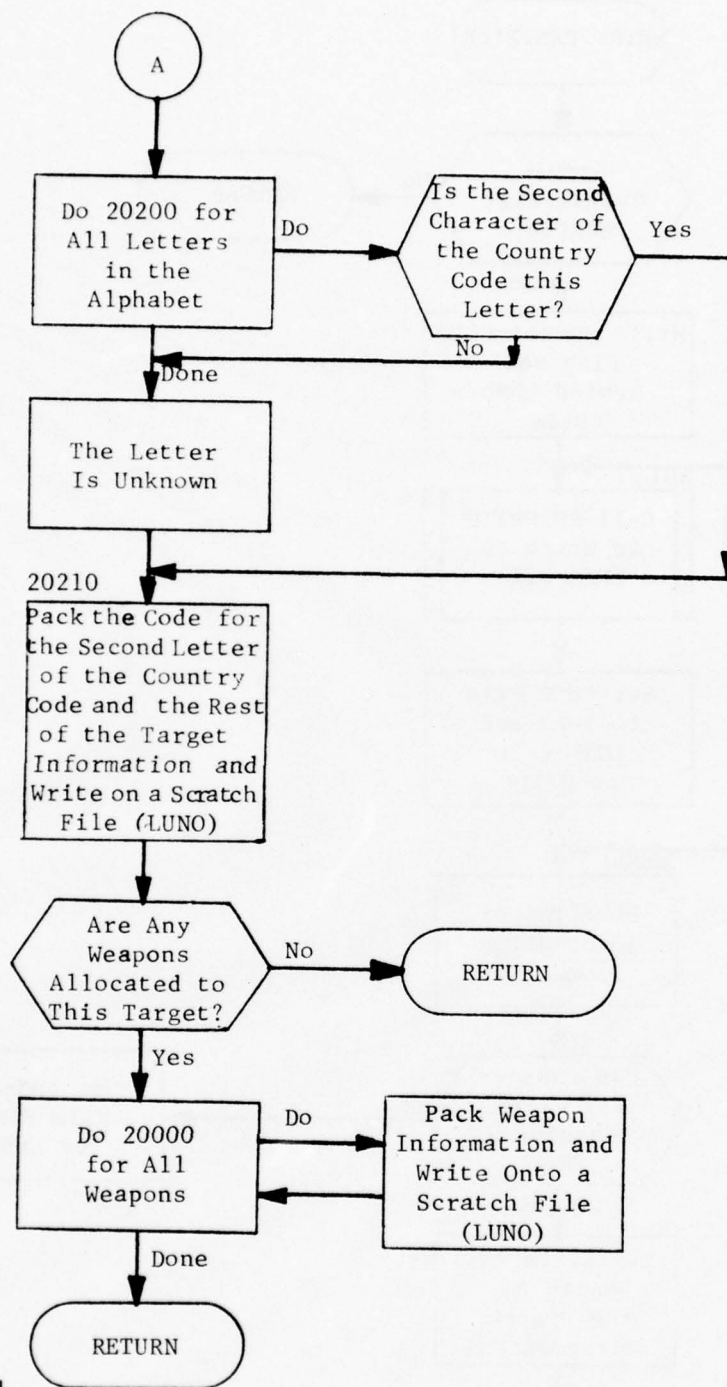 A
Do 20200 for
All Letters
in the
Alphabet
Do
Is the Second
Character of
the Country
Code this
Letter?
Yes
No
Done
The Letter
Is Unknown
20210
Pack the Code for
the Second Letter
of the Country
Code and the Rest
of the Target
Information and
Write on a Scratch
File (LUNO)
Are Any
Weapons
Allocated to
This Target?
No
RETURN
Yes
Do 20000
for All
Weapons
Do
Pack Weapon
Information and
Write Onto a
Scratch File
(LUNO)
Done
RETURN